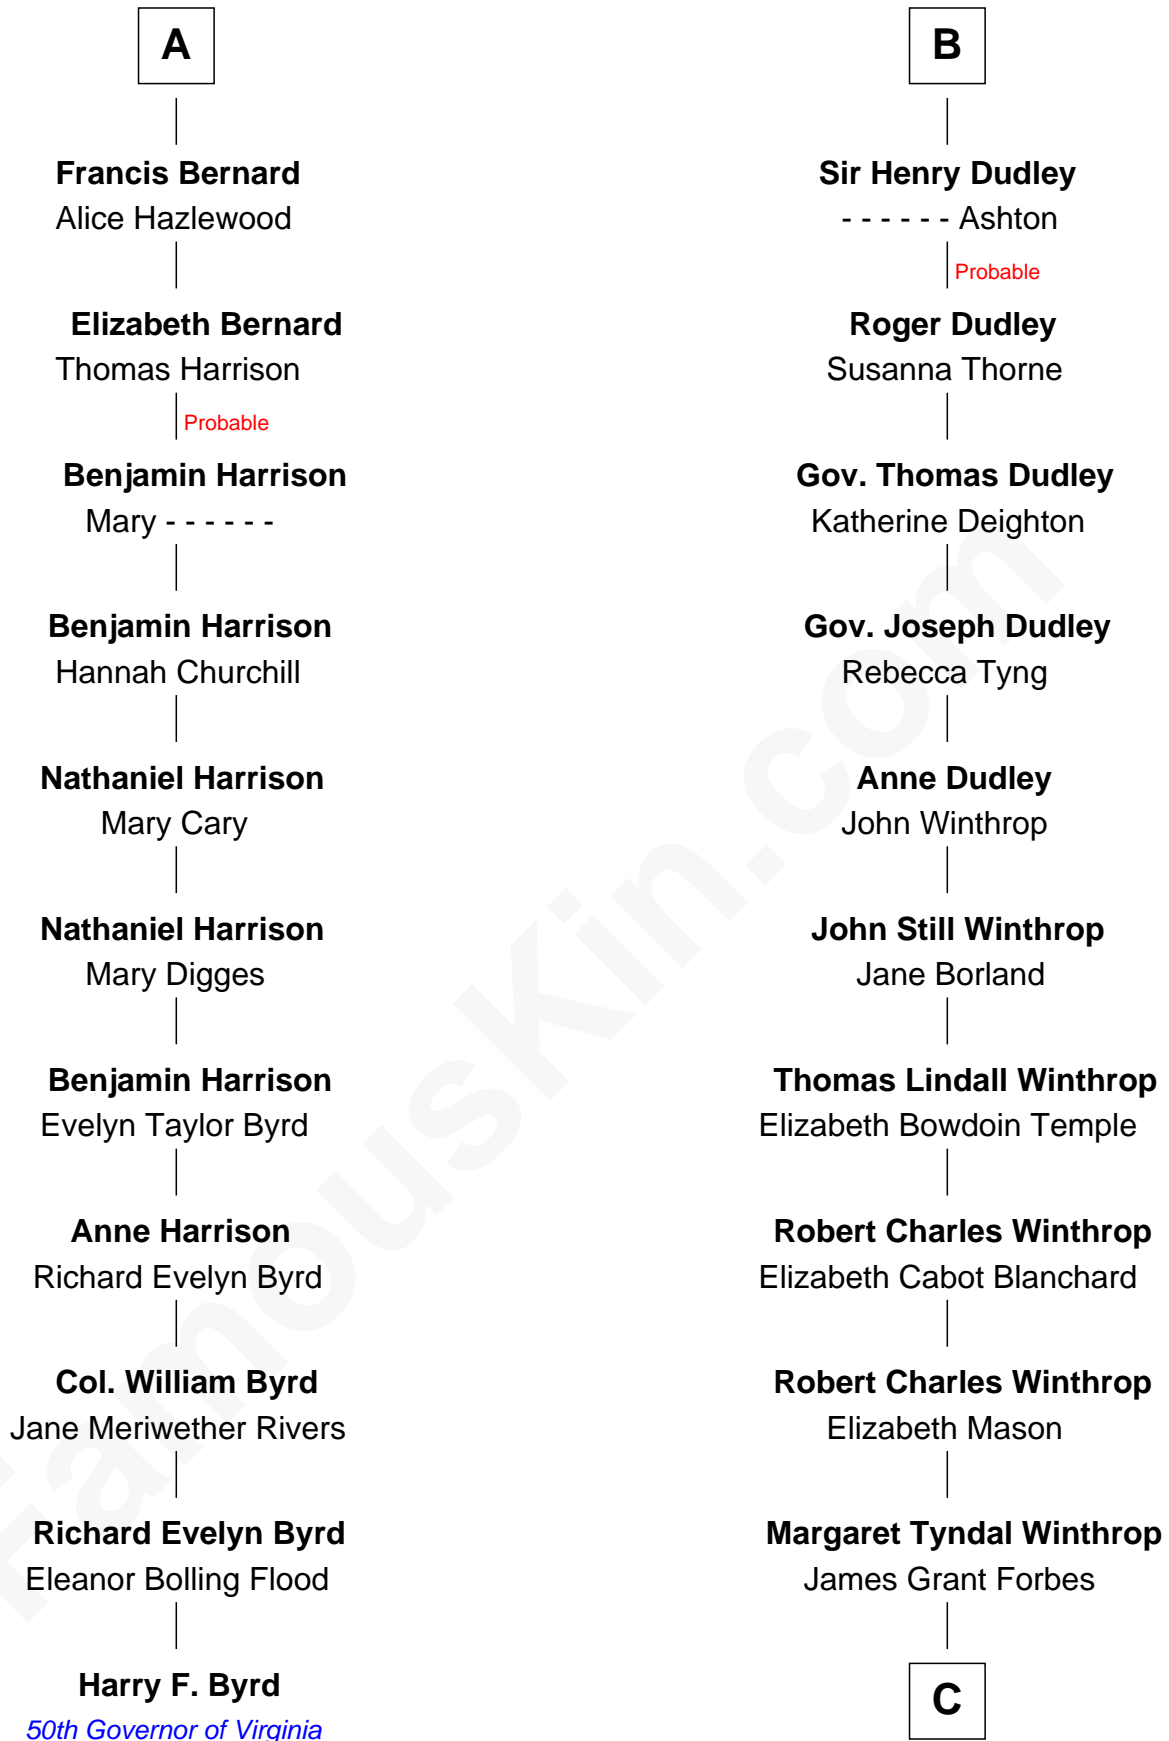 A
Francis Bernard
Alice Hazlewood
Elizabeth Bernard
Thomas Harrison
Probable
Benjamin Harrison
Mary - - - - - -
Benjamin Harrison
Hannah Churchill
Nathaniel Harrison
Mary Cary
Nathaniel Harrison
Mary Digges
Benjamin Harrison
Evelyn Taylor Byrd
Anne Harrison
Richard Evelyn Byrd
Col. William Byrd
Jane Meriwether Rivers
Richard Evelyn Byrd
Eleanor Bolling Flood
Harry F. Byrd
50th Governor of Virginia
B
Sir Henry Dudley
- - - - - - Ashton
Probable
Roger Dudley
Susanna Thorne
Gov. Thomas Dudley
Katherine Deighton
Gov. Joseph Dudley
Rebecca Tyng
Anne Dudley
John Winthrop
John Still Winthrop
Jane Borland
Thomas Lindall Winthrop
Elizabeth Bowdoin Temple
Robert Charles Winthrop
Elizabeth Cabot Blanchard
Robert Charles Winthrop
Elizabeth Mason
Margaret Tyndal Winthrop
James Grant Forbes
C
FamousKin.com